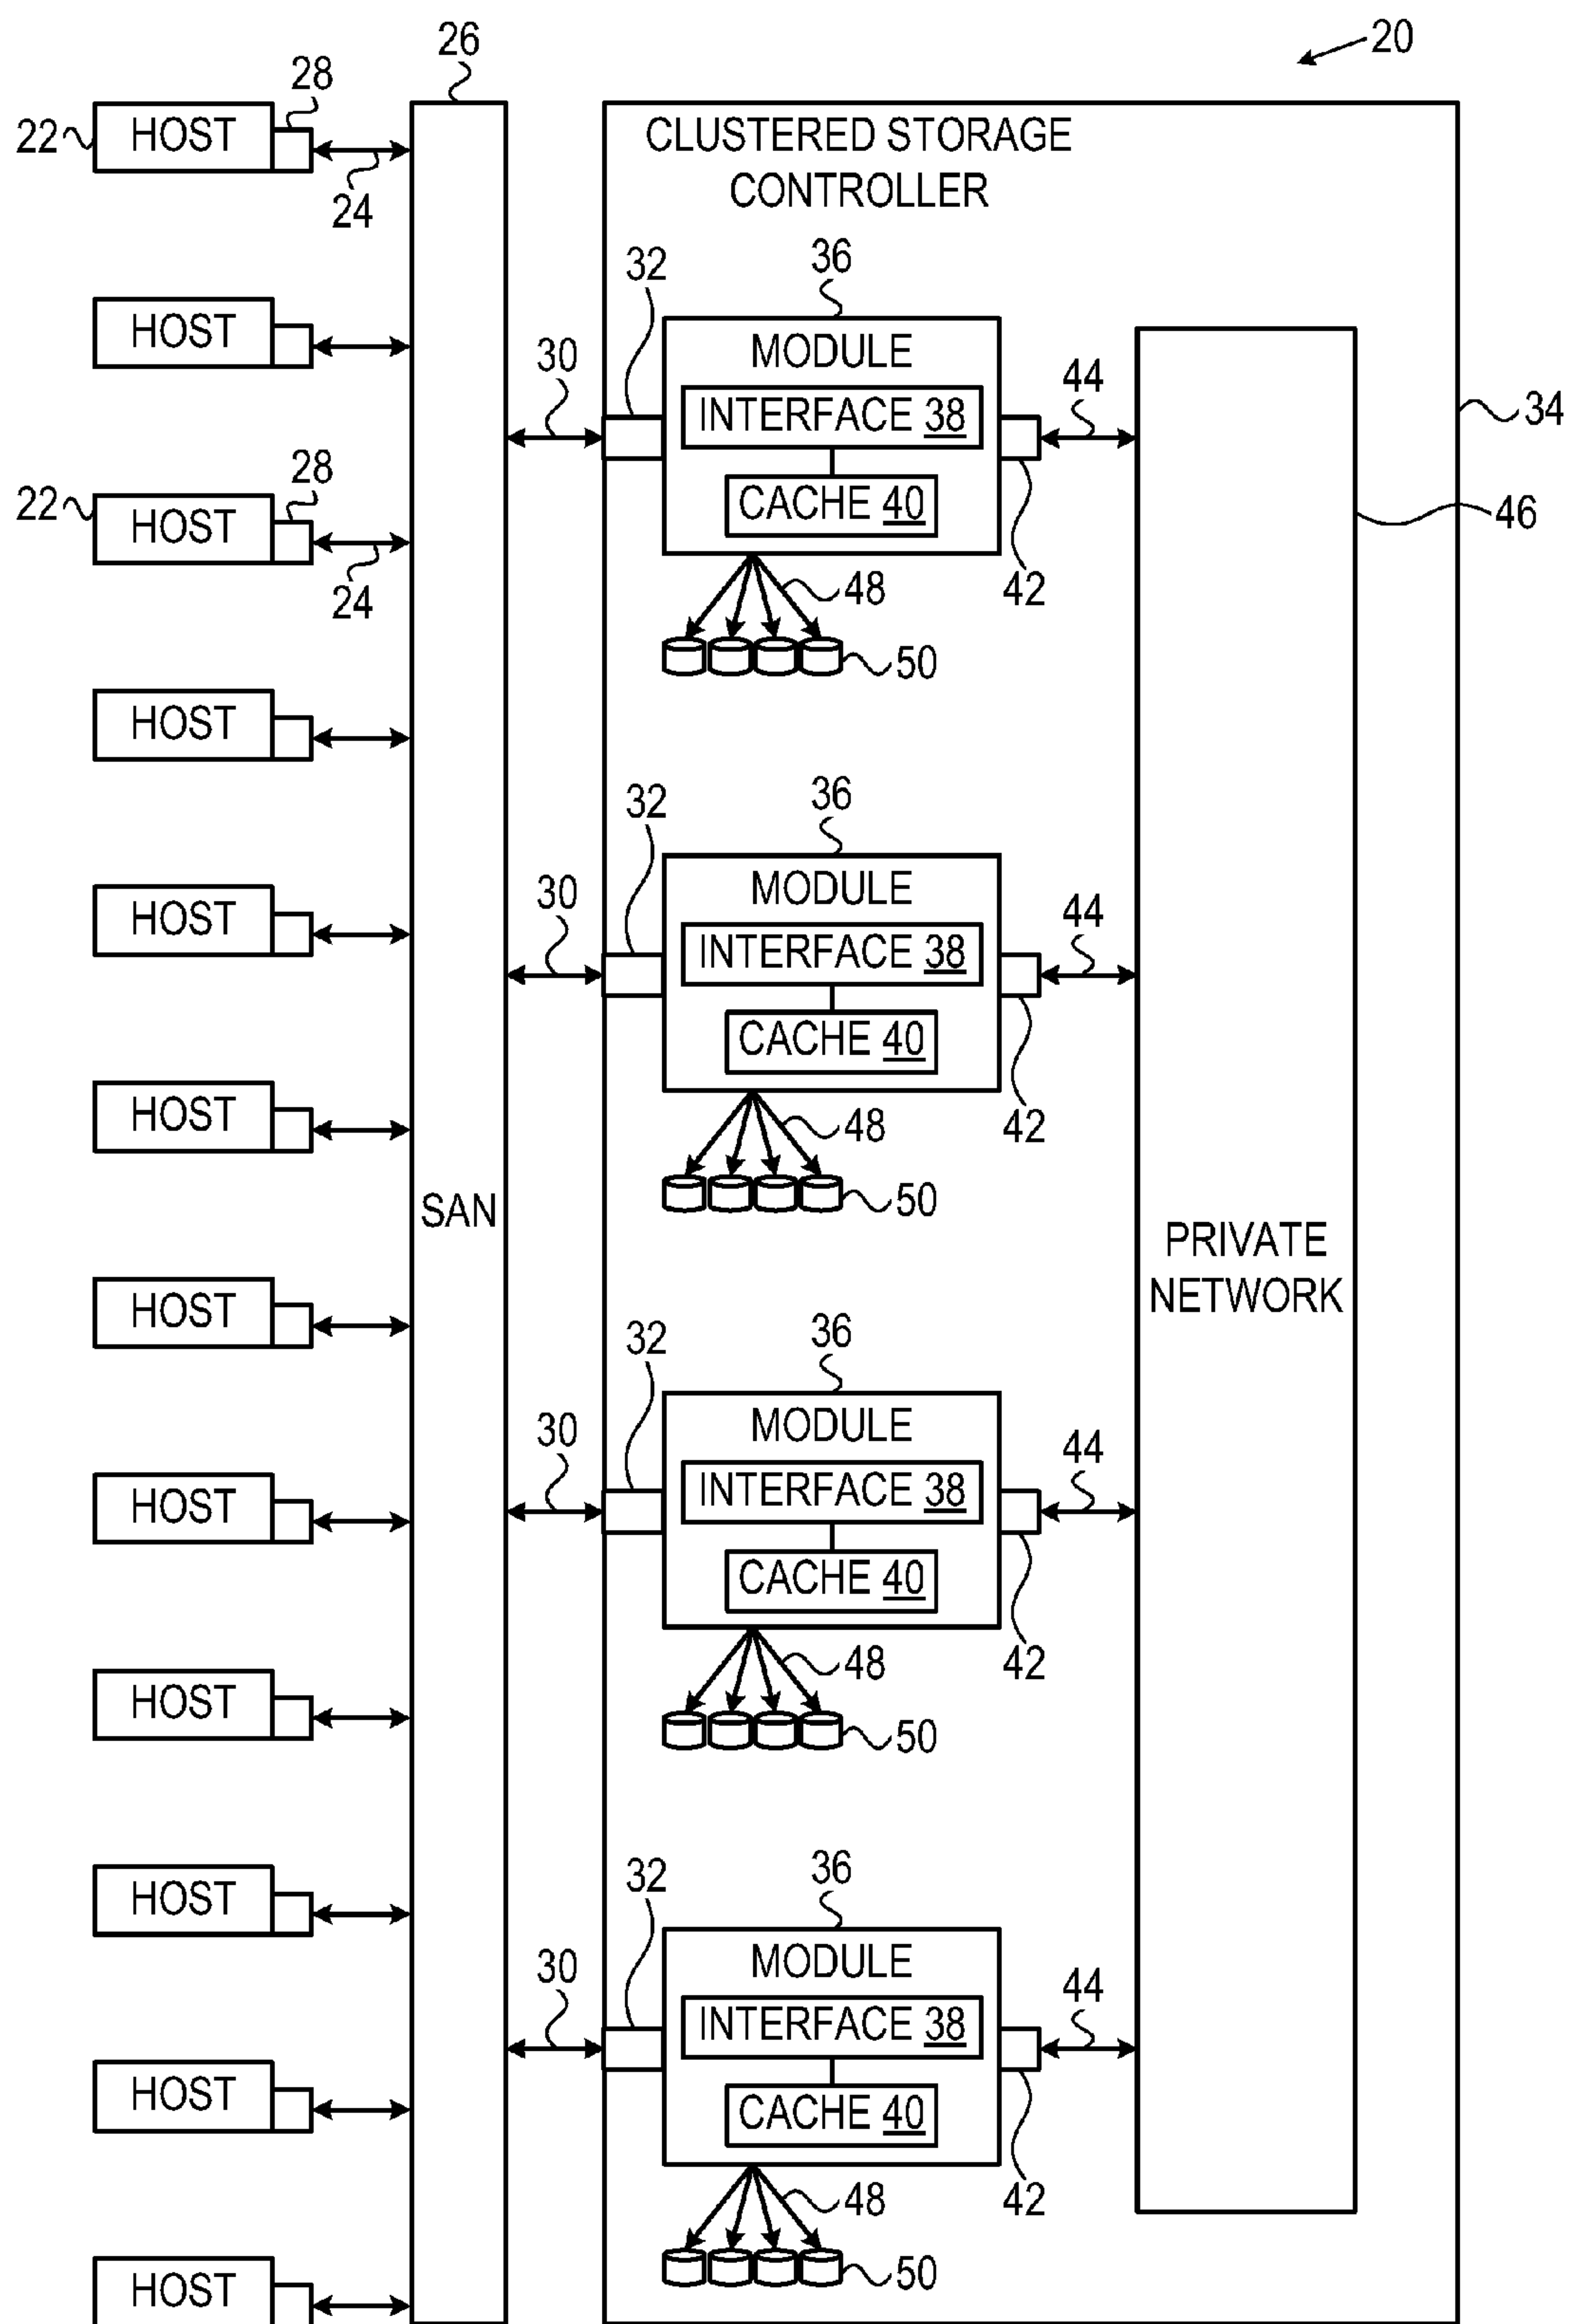 20
26
28
22
HOST
24
CLUSTERED STORAGE
CONTROLLER
HOST
28
22
HOST
24
HOST
HOST
HOST
HOST
HOST
HOST
HOST
HOST
HOST
SAN
30
32
36
MODULE
INTERFACE 38
CACHE 40
44
42
48
50
30
32
36
MODULE
INTERFACE 38
CACHE 40
44
42
48
50
30
32
36
MODULE
INTERFACE 38
CACHE 40
44
42
48
50
30
32
36
MODULE
INTERFACE 38
CACHE 40
44
42
48
50
34
46
PRIVATE
NETWORK